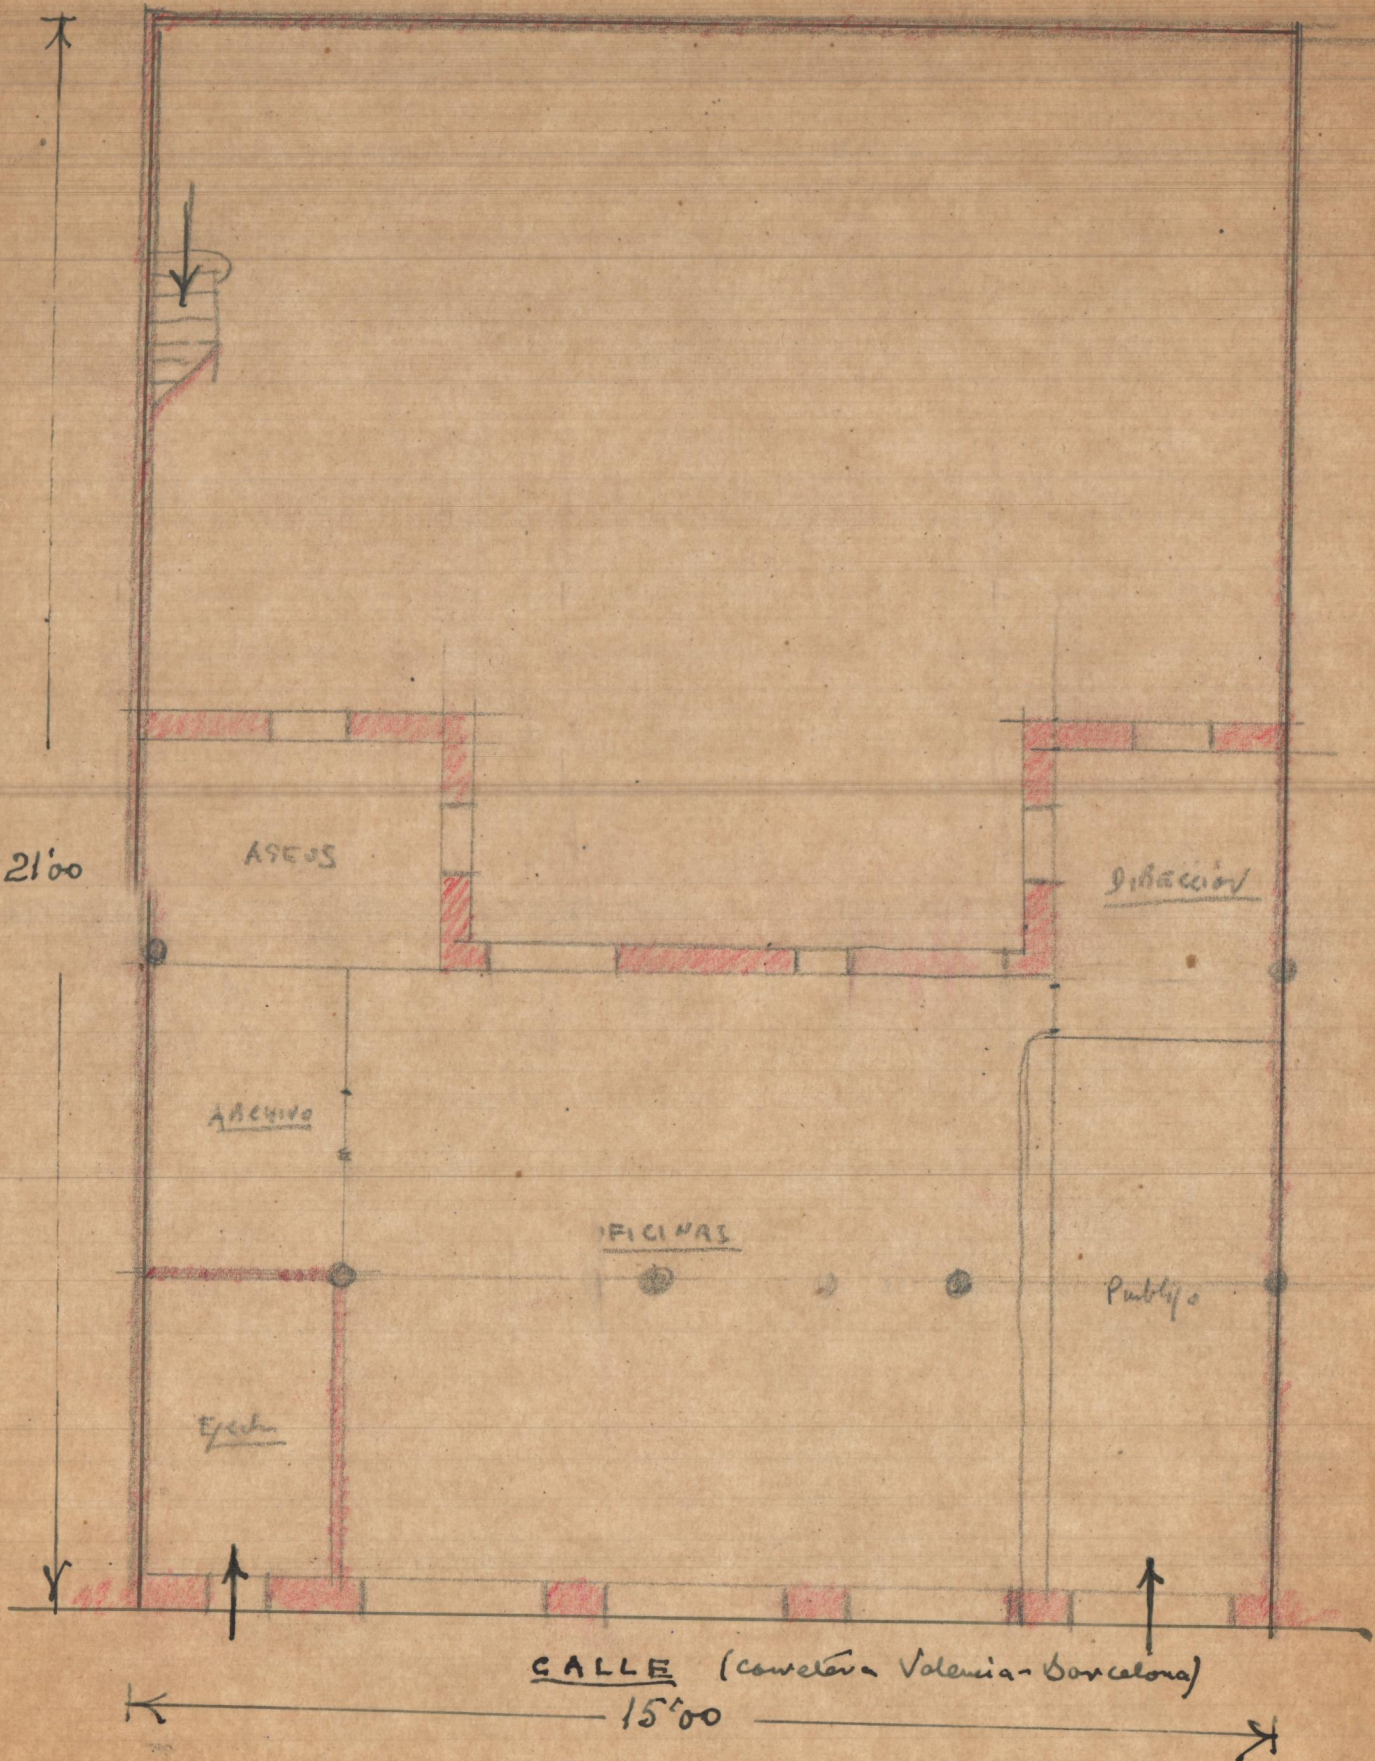 21'00
ASEOS
DIRección
ARCHIVO
OFICINAS
Publico
CALLE (carretera Valencia-Barcelona)
15'00